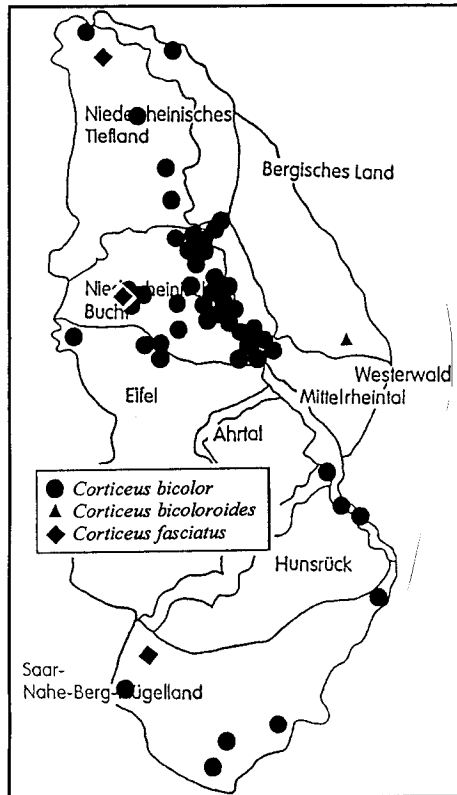 Niederrheinisches
Tiefland
Bergisches Land
Bucht
Westerwald
Eifel
Mittelrheintal
Ahrtal
Corticeus bicolor
Corticeus bicoloroides
Corticeus fasciatus
Hunsrück
Saar-
Nahe-Berg-Hügelland